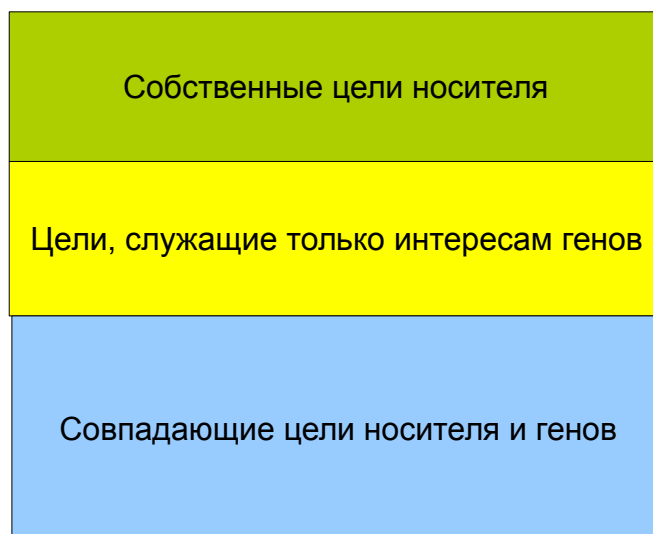 Собственные цели носителя
Цели, служащие только интересам генов
Совпадающие цели носителя и генов